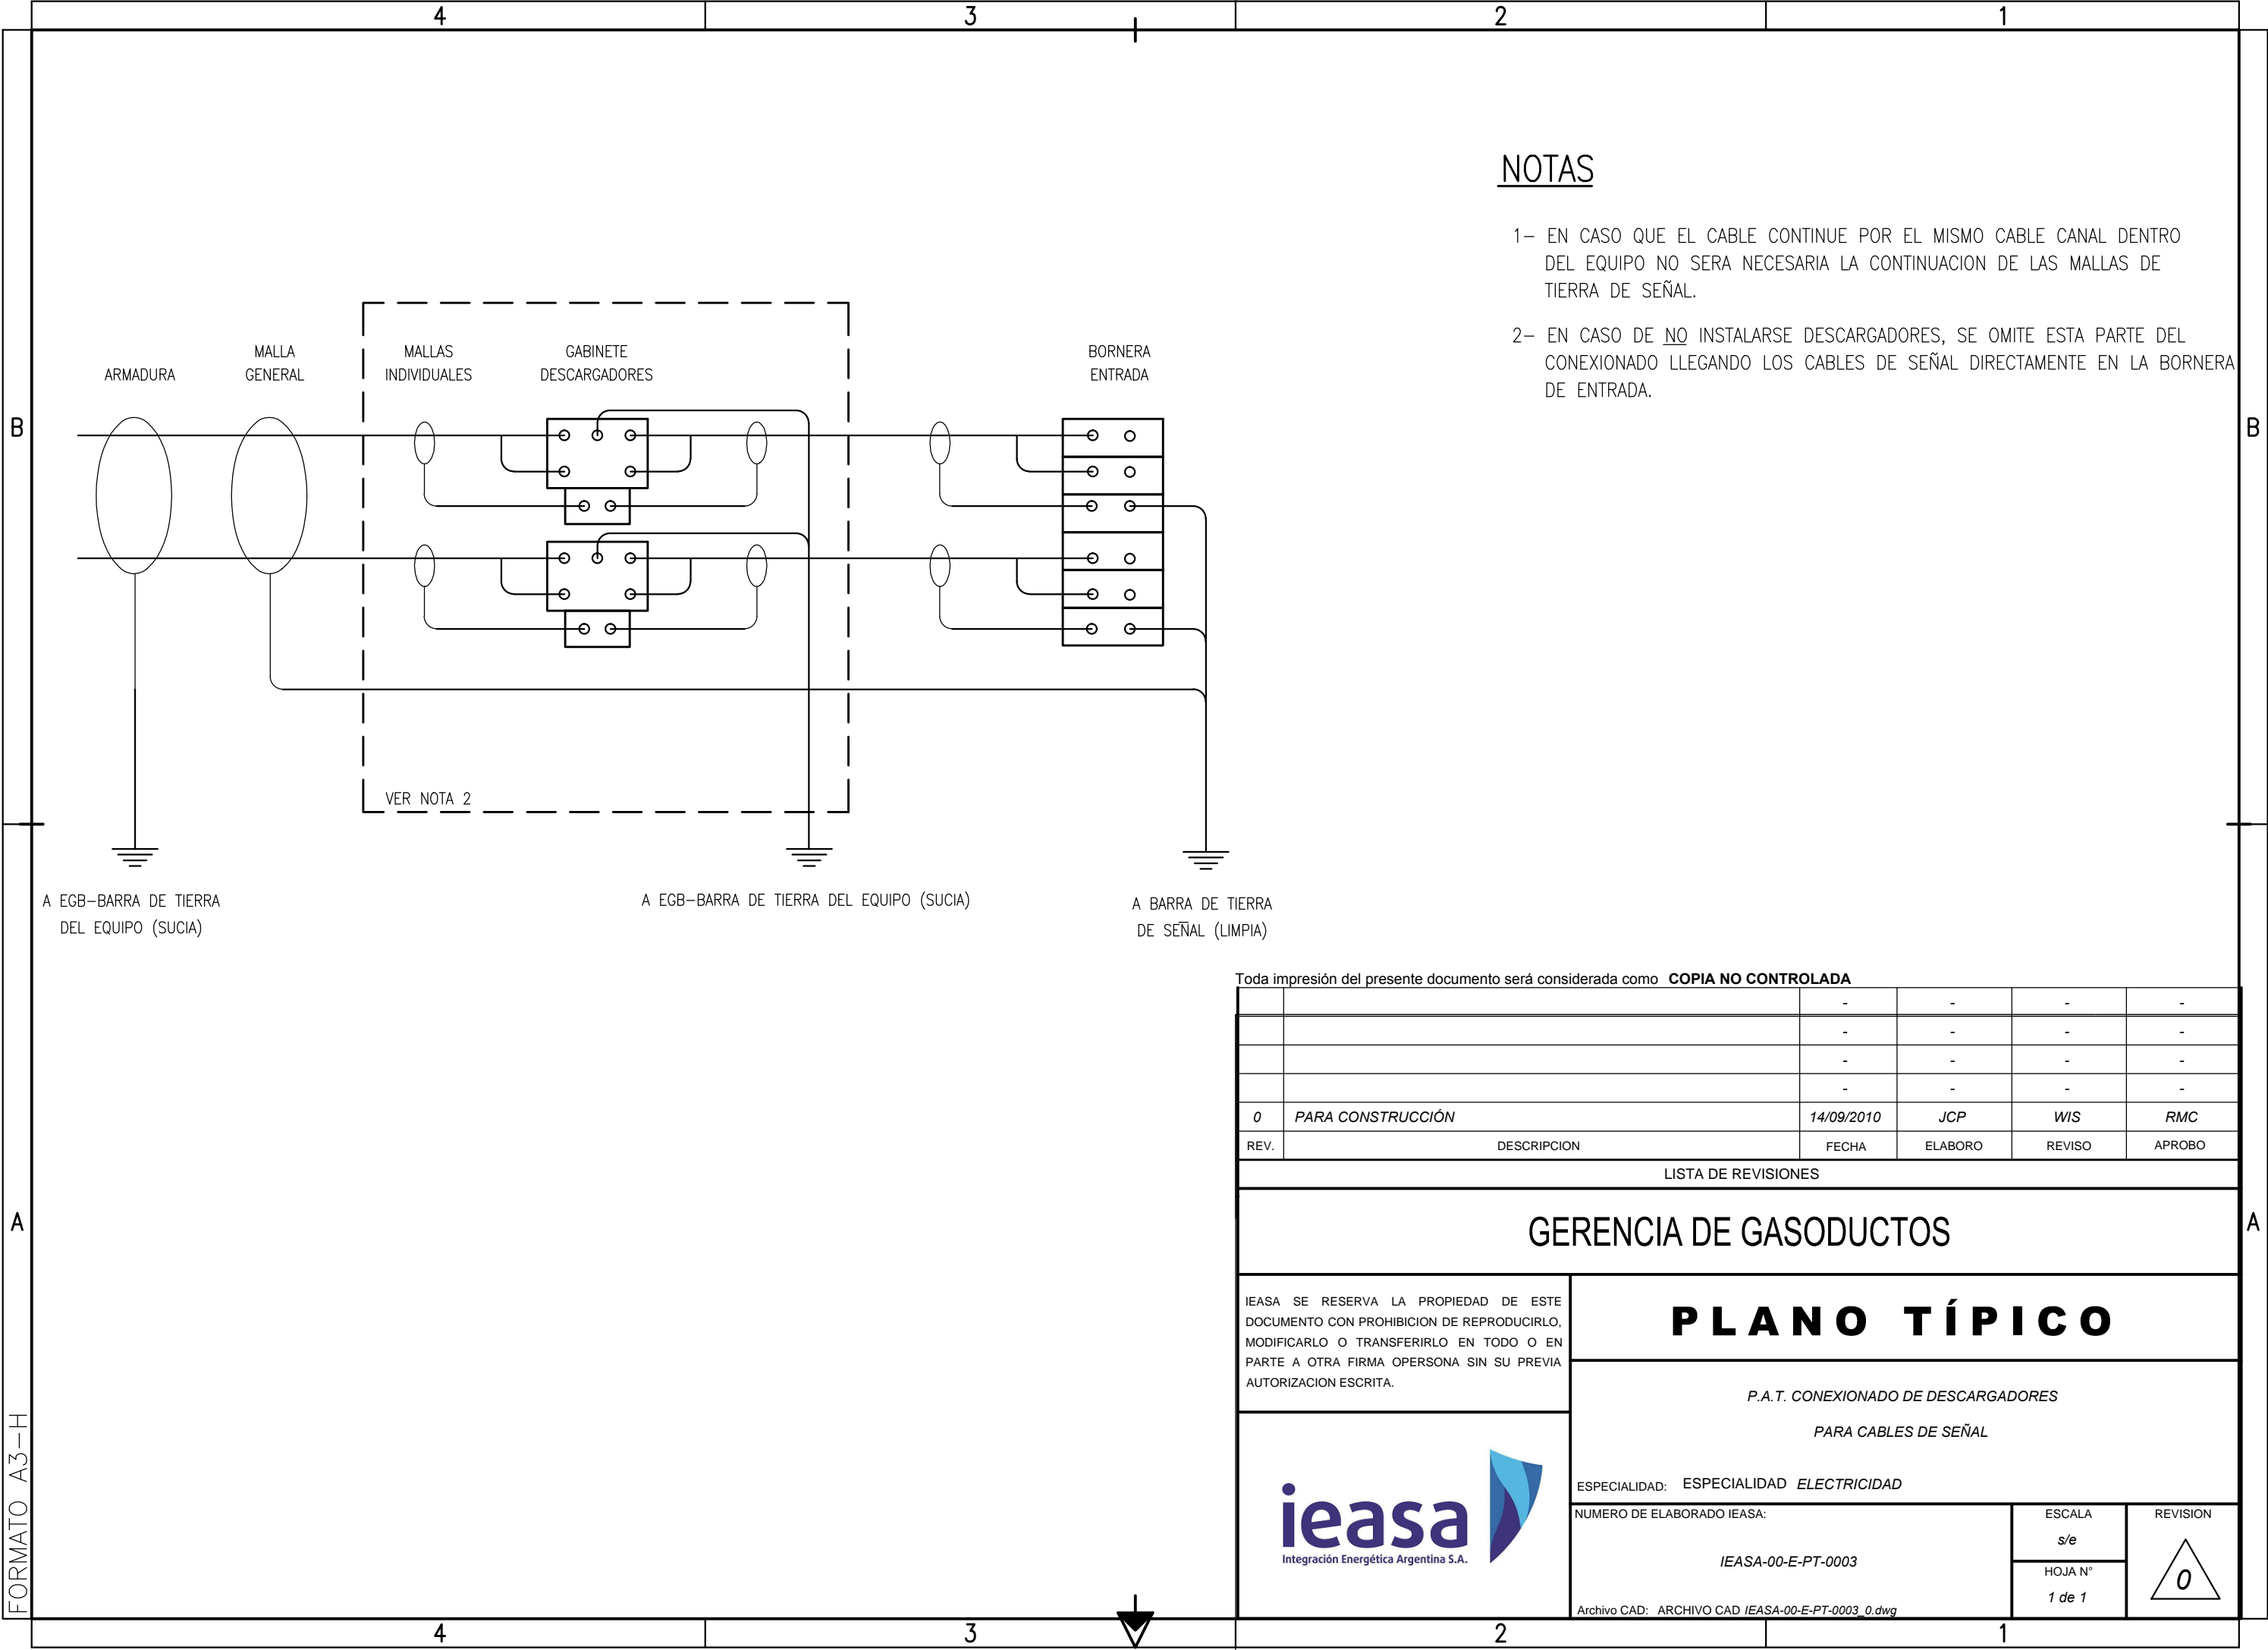 4 3 2 1
NOTAS
1- EN CASO QUE EL CABLE CONTINUE POR EL MISMO CABLE CANAL DENTRO
DEL EQUIPO NO SERA NECESARIA LA CONTINUACION DE LAS MALLAS DE
TIERRA DE SEÑAL.
2- EN CASO DE NO INSTALARSE DESCARGADORES, SE OMITE ESTA PARTE DEL
CONEXIONADO LLEGANDO LOS CABLES DE SEÑAL DIRECTAMENTE EN LA BORNERA
DE ENTRADA.
ARMADURA
MALLA
GENERAL
MALLAS
INDIVIDUALES
GABINETE
DESCARGADORES
BORNERA
ENTRADA
B B
VER NOTA 2
A EGB-BARRA DE TIERRA
DEL EQUIPO (SUCIA)
A EGB-BARRA DE TIERRA DEL EQUIPO (SUCIA)
A BARRA DE TIERRA
DE SEÑAL (LIMPIA)
Toda impresión del presente documento será considerada como COPIA NO CONTROLADA
- - - -
- - - -
- - - -
- - - -
0 PARA CONSTRUCCIÓN 14/09/2010 JCP WIS RMC
REV. DESCRIPCION FECHA ELABORO REVISO APROBO
LISTA DE REVISIONES
A A
GERENCIA DE GASODUCTOS
IEASA SE RESERVA LA PROPIEDAD DE ESTE
DOCUMENTO CON PROHIBICION DE REPRODUCIRLO,
MODIFICARLO O TRANSFERIRLO EN TODO O EN
PARTE A OTRA FIRMA OPERSONA SIN SU PREVIA
AUTORIZACION ESCRITA.
PLANO TÍPICO
P.A.T. CONEXIONADO DE DESCARGADORES
PARA CABLES DE SEÑAL
ESPECIALIDAD: ESPECIALIDAD ELECTRICIDAD
ieasa
Integración Energética Argentina S.A.
NUMERO DE ELABORADO IEASA:
IEASA-00-E-PT-0003
Archivo CAD: ARCHIVO CAD IEASA-00-E-PT-0003_0.dwg
ESCALA
s/e
HOJA N°
1 de 1
REVISION
0
FORMATO A3-H
4 3 2 1